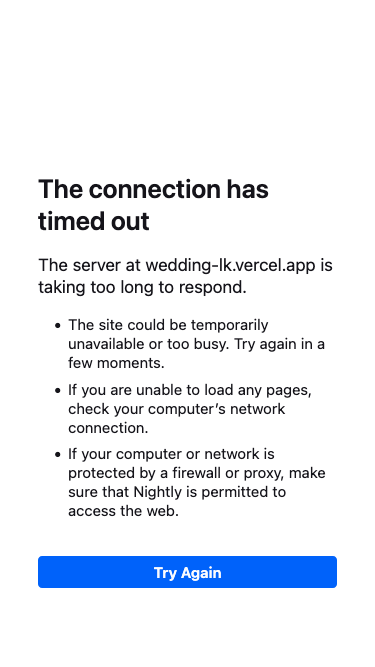 The connection has
timed out
The server at wedding-lk.vercel.app is
taking too long to respond.
• The site could be temporarily
unavailable or too busy. Try again in a
few moments.
• If you are unable to load any pages,
check your computer’s network
connection.
• If your computer or network is
protected by a firewall or proxy, make
sure that Nightly is permitted to
access the web.
Try Again